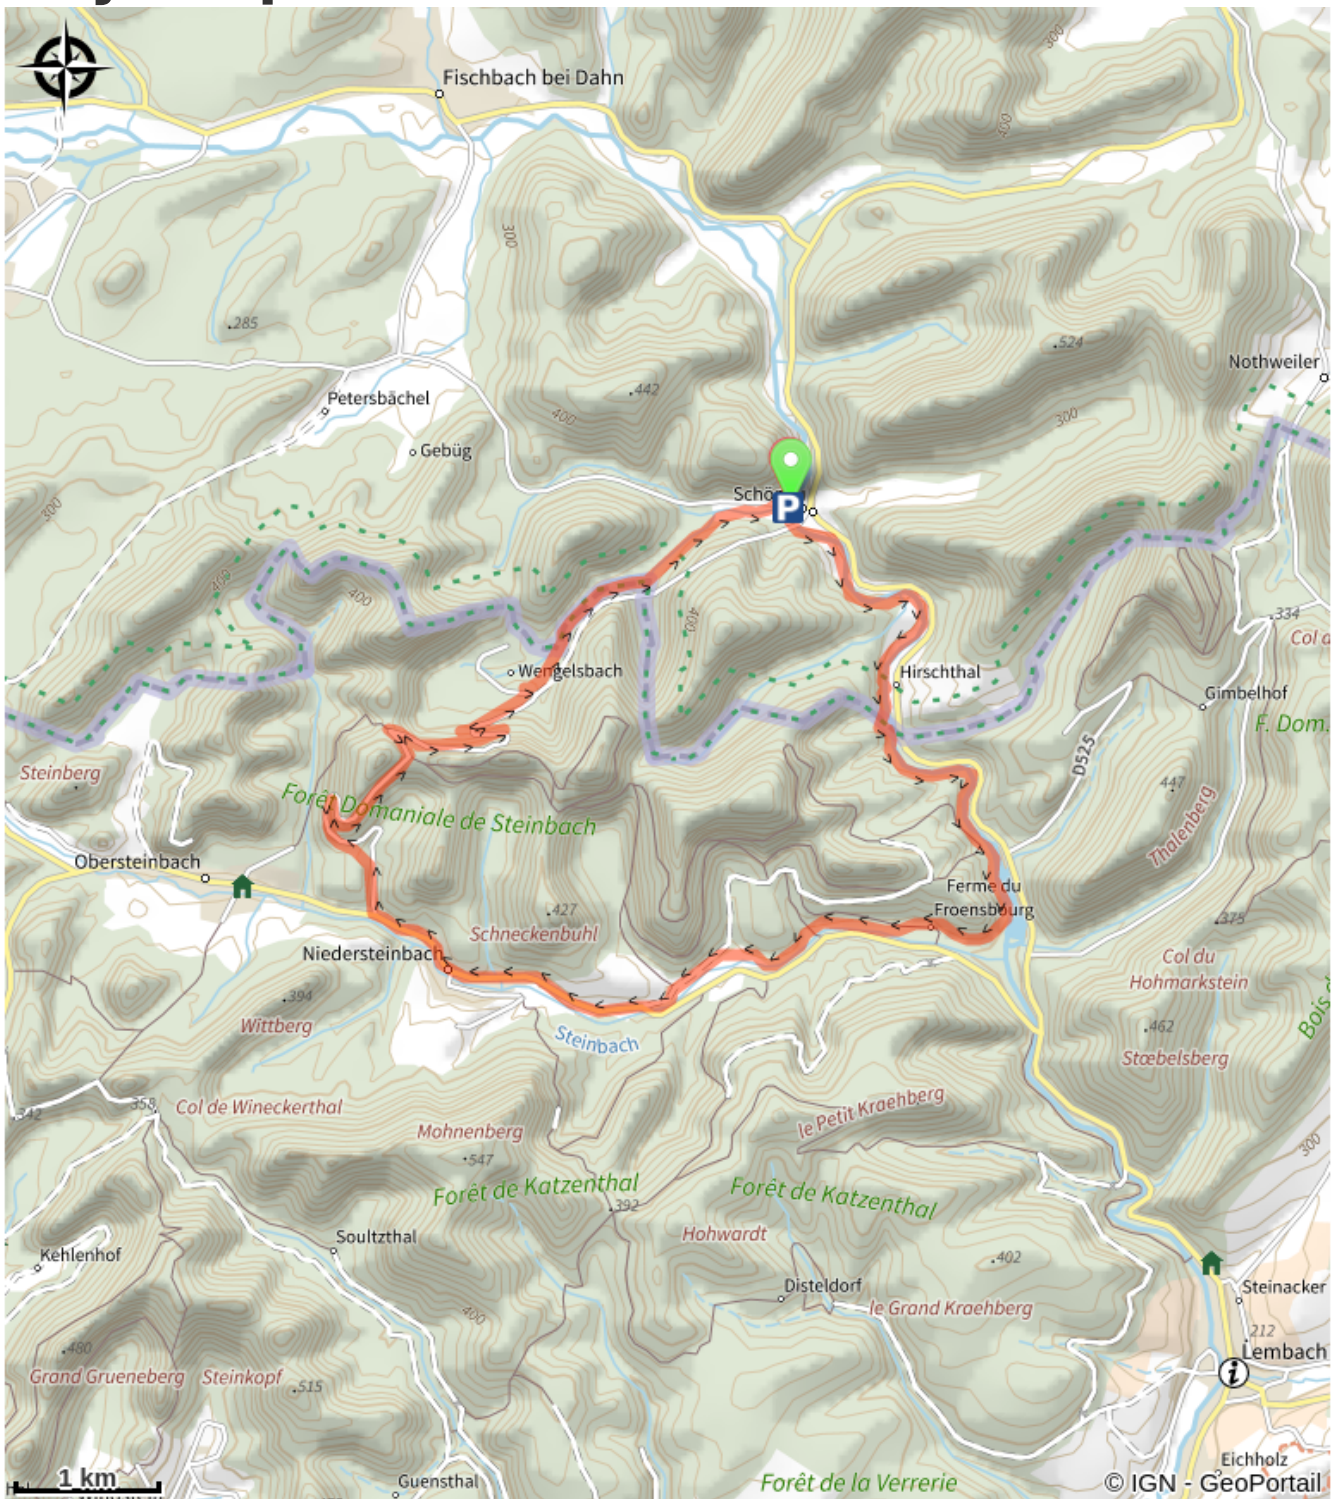 Fischbach bei Dahn
300
400
300
.285
.524
Nothweiler
Petersbächel
.442
400
300
Gebüg
Schö
P
300
400
400
400
.334
Col d
Wengelsbach
Hirschthal
Gimbelhof
F. Dom.
D525
Steinberg
447
Forêt Domaniale de Steinbach
Thalenberg
Obersteinbach
Ferme du
Froensbourg
.427
Schneckenbuhl
.375
Niedersteinbach
Col du
Hohmarkstein
.394
Wittberg
Steinbach
Bois d
.462
Stœbelsberg
358
342
Col de Wineckerthal
le Petit Kraehberg
Mohnenberg
.547
300
Forêt de Katzenthal
Forêt de Katzenthal
.392
Soultzthal
Hohwardt
Kehlenhof
.402
Disteldorf
Steinacker
le Grand Kraehberg
400
212
.480
Lembach
Grand Grueneberg
Steinkopf
.515
Eichholz
1 km
Guensthal
Forêt de la Verrerie
© IGN - GeoPortail